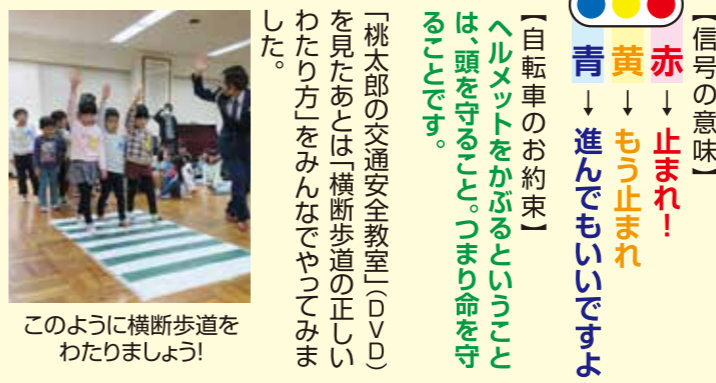 【信号の意味】
赤→止まれ!
黄→もう止まれ
青→進んでもいいですよ
【自転車のお約束】
ヘルメットをかぶるということ
は、頭を守ること。つまり命を守
ることです。
「桃太郎の交通安全教室」(DVD)
を見たあとは「横断歩道の正しい
わたり方」をみんなでやってみま
した。
このように横断歩道を
わたりましょう!